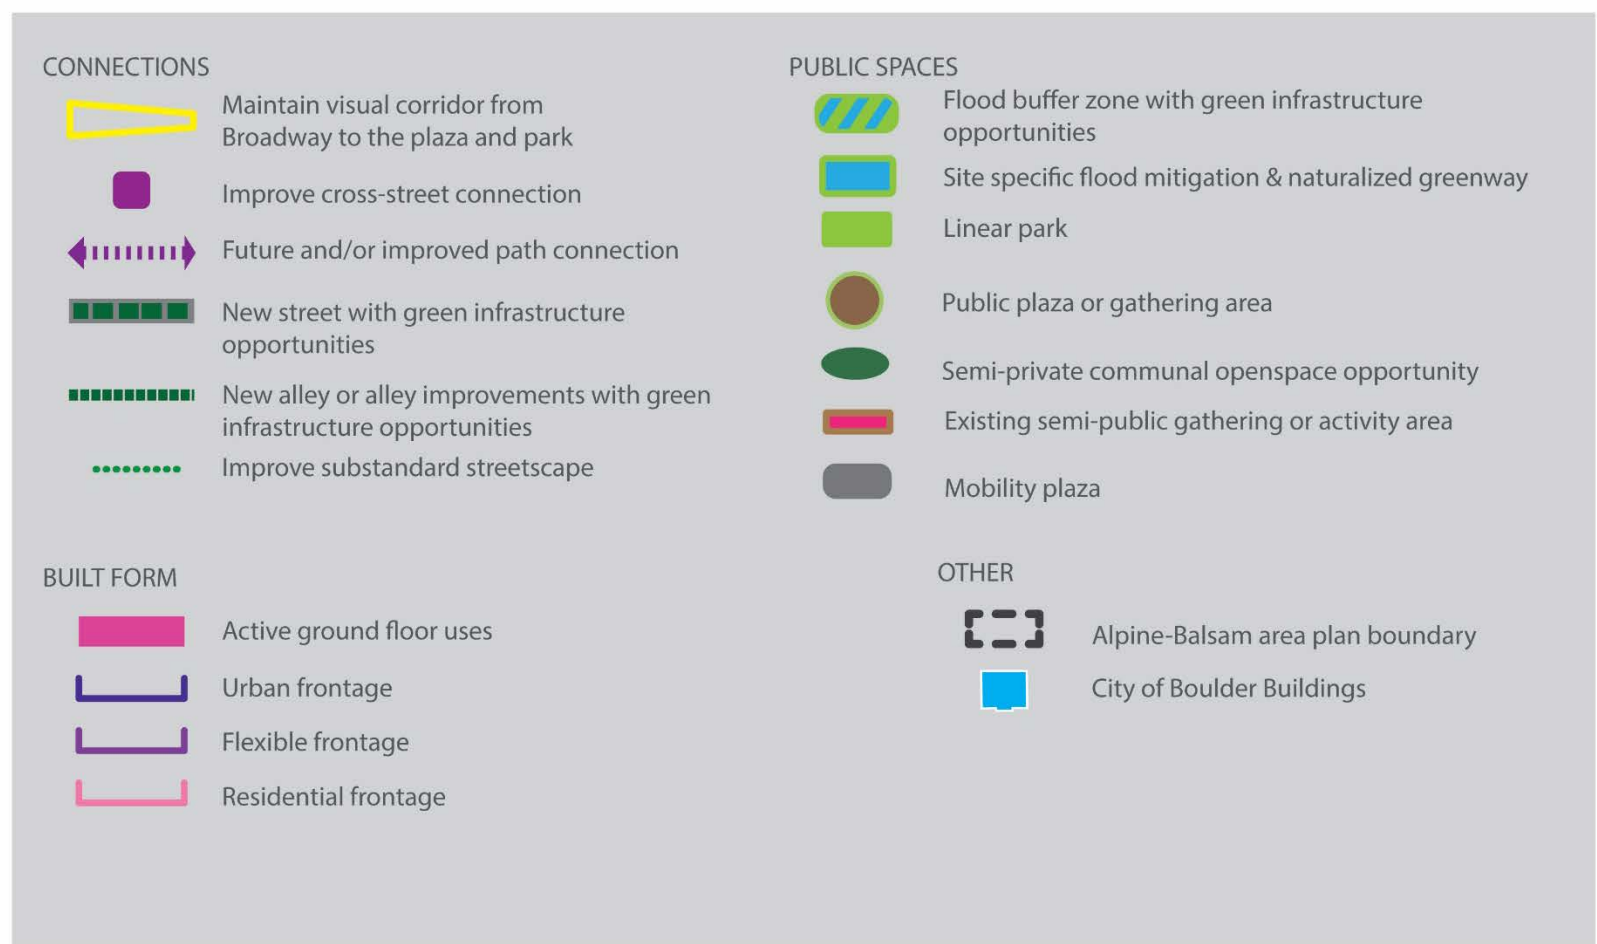 CONNECTIONS
Maintain visual corridor from
Broadway to the plaza and park
Improve cross-street connection
Future and/or improved path connection
New street with green infrastructure
opportunities
New alley or alley improvements with green
infrastructure opportunities
Improve substandard streetscape
BUILT FORM
Active ground floor uses
Urban frontage
Flexible frontage
Residential frontage
PUBLIC SPACES
Flood buffer zone with green infrastructure
opportunities
Site specific flood mitigation & naturalized greenway
Linear park
Public plaza or gathering area
Semi-private communal openspace opportunity
Existing semi-public gathering or activity area
Mobility plaza
OTHER
Alpine-Balsam area plan boundary
City of Boulder Buildings